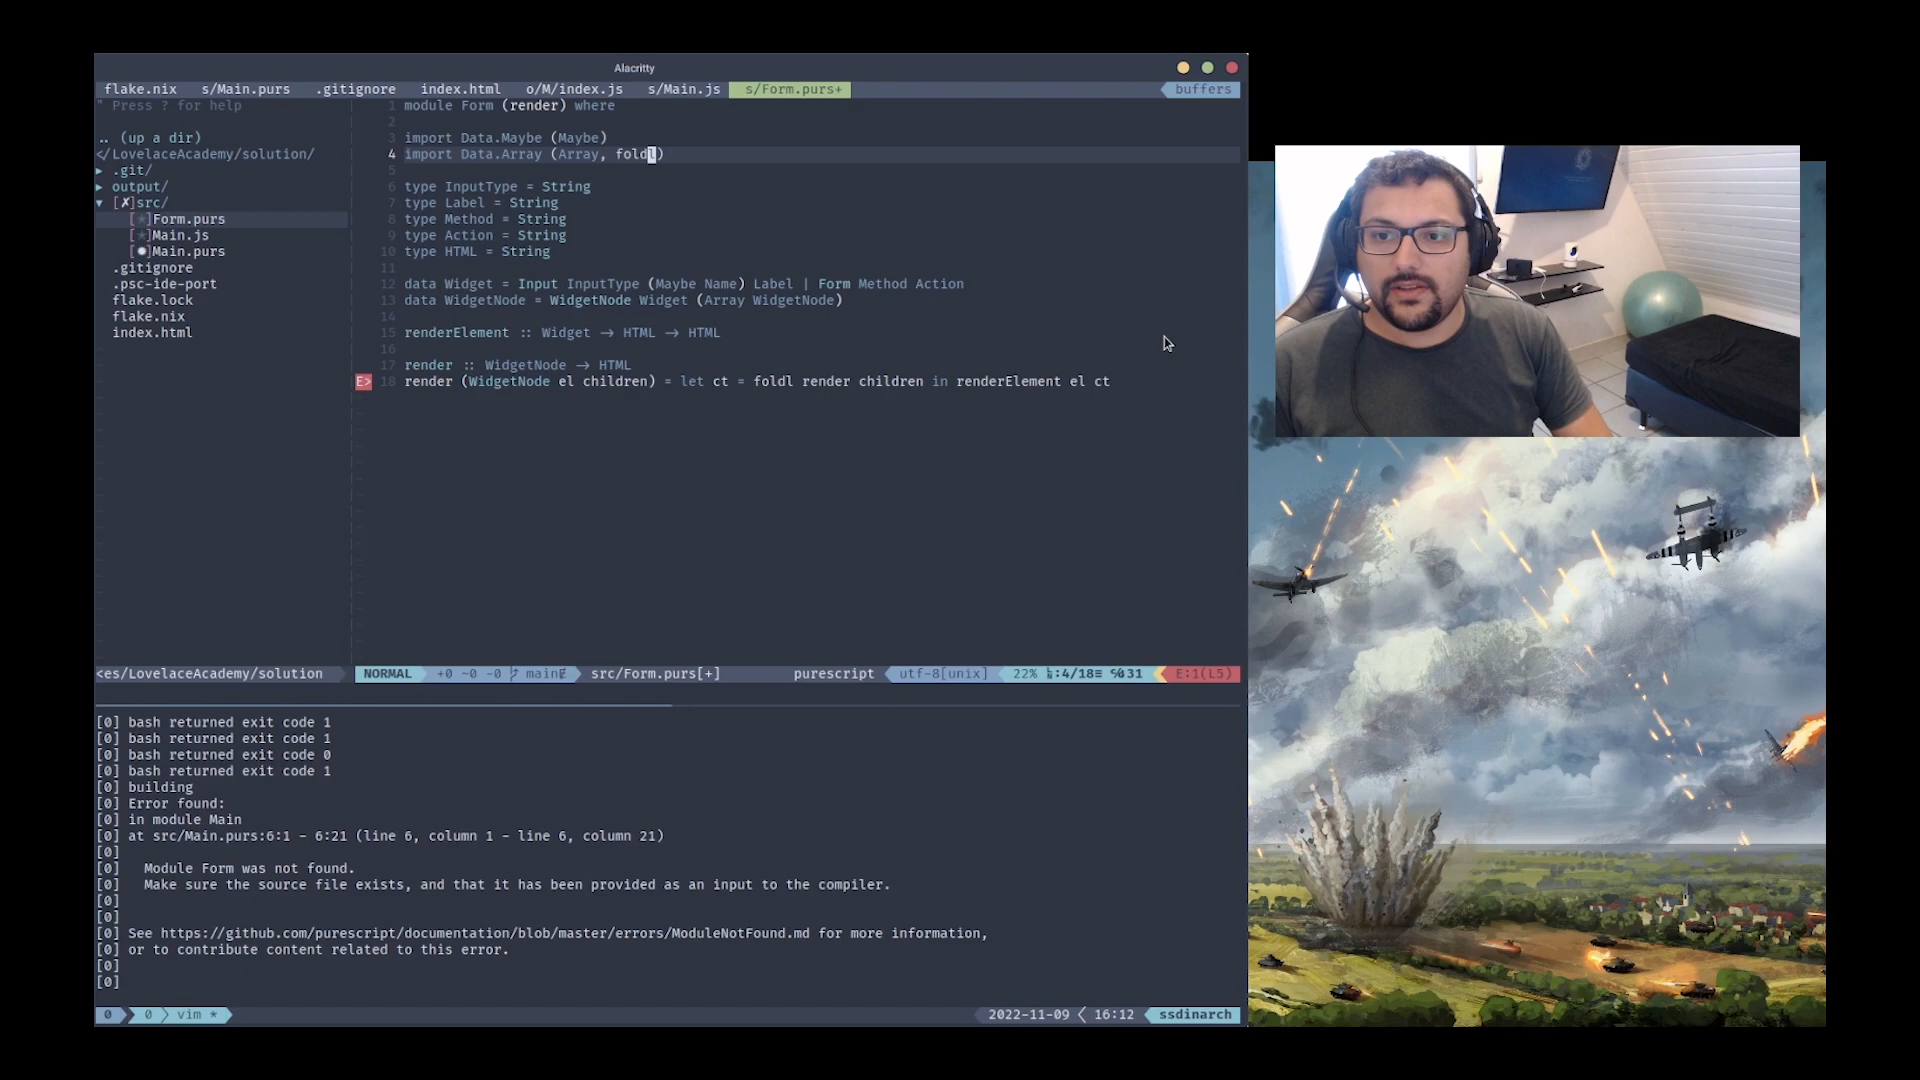 Alacritty
flake.nix s/Main.purs .gitignore index.html o/M/index.js s/Main.js s/Form.purs+ buffers
" Press ? for help
.. (up a dir)
</LovelaceAcademy/solution/
▸ .git/
▸ output/
▾ [✗]src/
[★]Form.purs
[★]Main.js
[✹]Main.purs
.gitignore
.psc-ide-port
flake.lock
flake.nix
index.html
1 module Form (render) where
2
3 import Data.Maybe (Maybe)
4 import Data.Array (Array, foldl)
5
6 type InputType = String
7 type Label = String
8 type Method = String
9 type Action = String
10 type HTML = String
11
12 data Widget = Input InputType (Maybe Name) Label | Form Method Action
13 data WidgetNode = WidgetNode Widget (Array WidgetNode)
14
15 renderElement :: Widget -> HTML -> HTML
16
17 render :: WidgetNode -> HTML
E> 18 render (WidgetNode el children) = let ct = foldl render children in renderElement el ct
<es/LovelaceAcademy/solution NORMAL +0 ~0 -0 main src/Form.purs[+] purescript utf-8[unix] 22% :4/18≡ ℅31 E:1(L5)
[0] bash returned exit code 1
[0] bash returned exit code 1
[0] bash returned exit code 0
[0] bash returned exit code 1
[0] building
[0] Error found:
[0] in module Main
[0] at src/Main.purs:6:1 - 6:21 (line 6, column 1 - line 6, column 21)
[0]
[0] Module Form was not found.
[0] Make sure the source file exists, and that it has been provided as an input to the compiler.
[0]
[0]
[0] See https://github.com/purescript/documentation/blob/master/errors/ModuleNotFound.md for more information,
[0] or to contribute content related to this error.
[0]
[0]
0 0 vim * 2022-11-09 16:12 ssdinarch